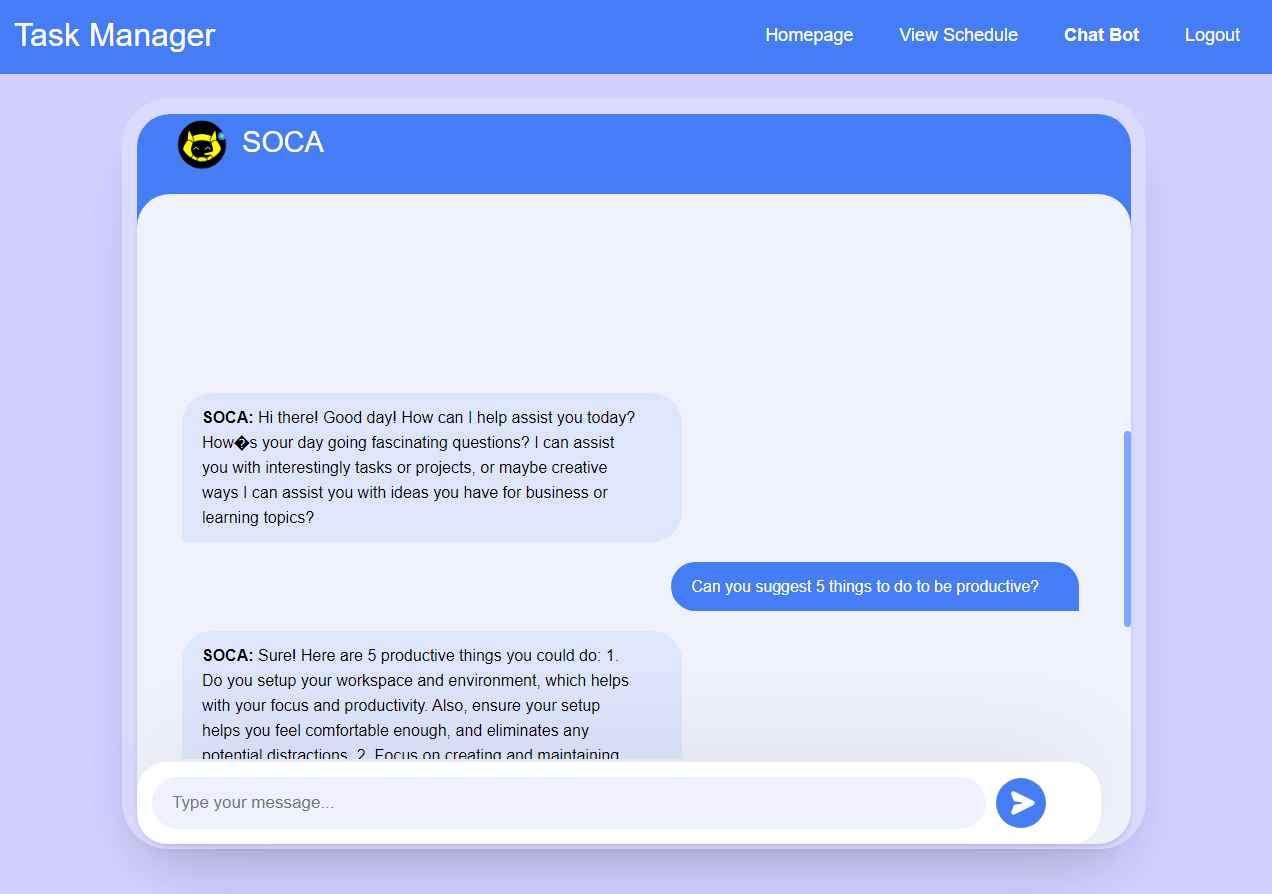 Task Manager
Homepage
View Schedule
Chat Bot
Logout
SOCA
SOCA: Hi there! Good day! How can I help assist you today?
How�s your day going fascinating questions? I can assist
you with interestingly tasks or projects, or maybe creative
ways I can assist you with ideas you have for business or
learning topics?
Can you suggest 5 things to do to be productive?
SOCA: Sure! Here are 5 productive things you could do: 1.
Do you setup your workspace and environment, which helps
with your focus and productivity. Also, ensure your setup
helps you feel comfortable enough, and eliminates any
potential distractions. 2. Focus on creating and maintaining
Type your message...